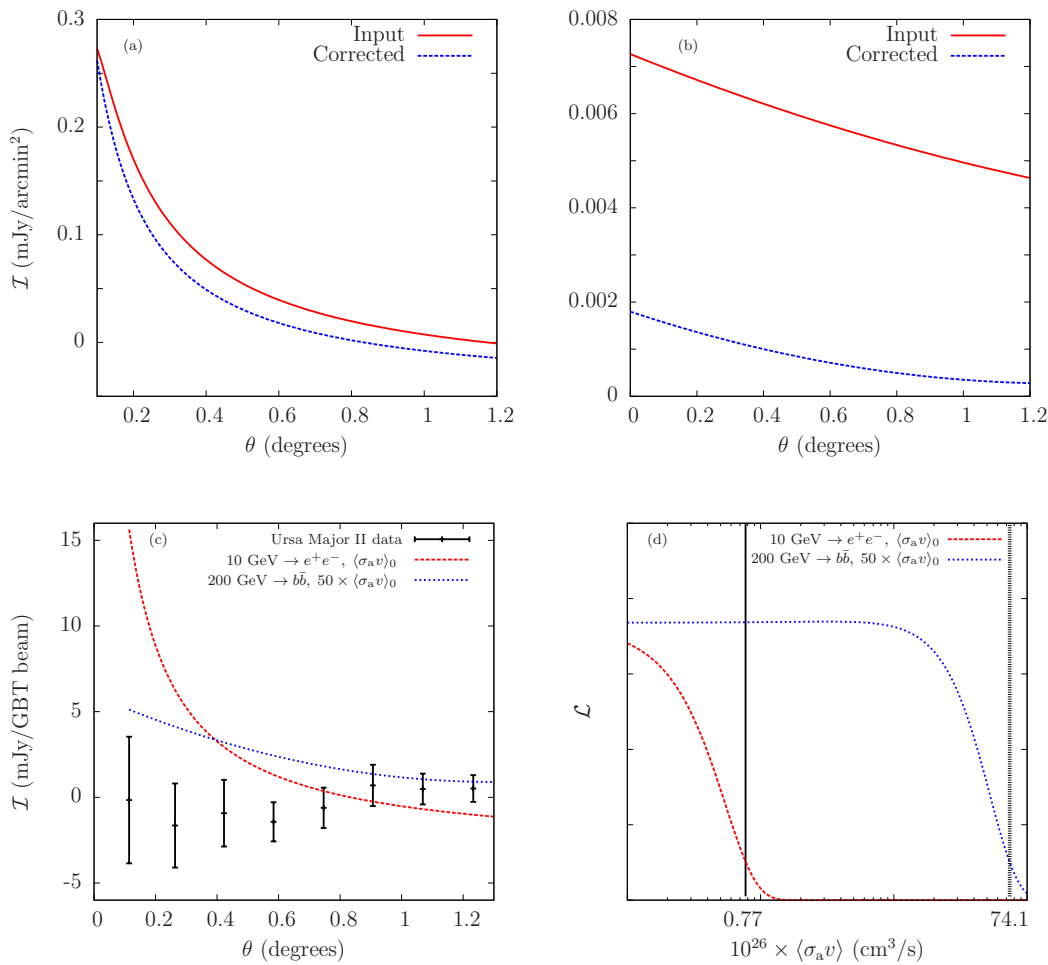 0.3
0.2
0.1
0
0.2
0.4
0.6
0.8
1
1.2
ℐ (mJy/arcmin²)
θ (degrees)
(a)
Input
Corrected
0.008
0.006
0.004
0.002
0
0
0.2
0.4
0.6
0.8
1
1.2
θ (degrees)
(b)
Input
Corrected
15
10
5
0
-5
0
0.2
0.4
0.6
0.8
1
1.2
ℐ (mJy/GBT beam)
θ (degrees)
(c)
Ursa Major II data
10 GeV → e⁺e⁻, ⟨σₐv⟩₀
200 GeV → bb̄, 50 × ⟨σₐv⟩₀
ℒ
(d)
10 GeV → e⁺e⁻, ⟨σₐv⟩₀
200 GeV → bb̄, 50 × ⟨σₐv⟩₀
0.77
74.1
10²⁶ × ⟨σₐv⟩ (cm³/s)